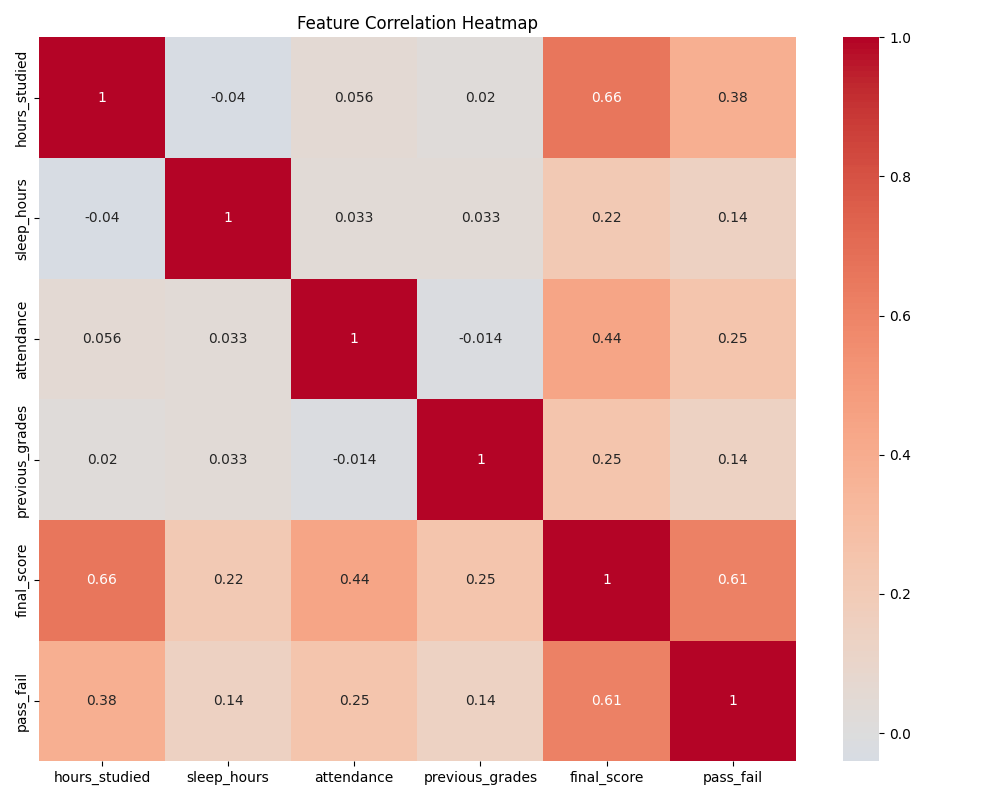 Feature Correlation Heatmap
hours_studied 1 -0.04 0.056 0.02 0.66 0.38
sleep_hours -0.04 1 0.033 0.033 0.22 0.14
attendance 0.056 0.033 1 -0.014 0.44 0.25
previous_grades 0.02 0.033 -0.014 1 0.25 0.14
final_score 0.66 0.22 0.44 0.25 1 0.61
pass_fail 0.38 0.14 0.25 0.14 0.61 1
hours_studied sleep_hours attendance previous_grades final_score pass_fail
1.0
0.8
0.6
0.4
0.2
0.0